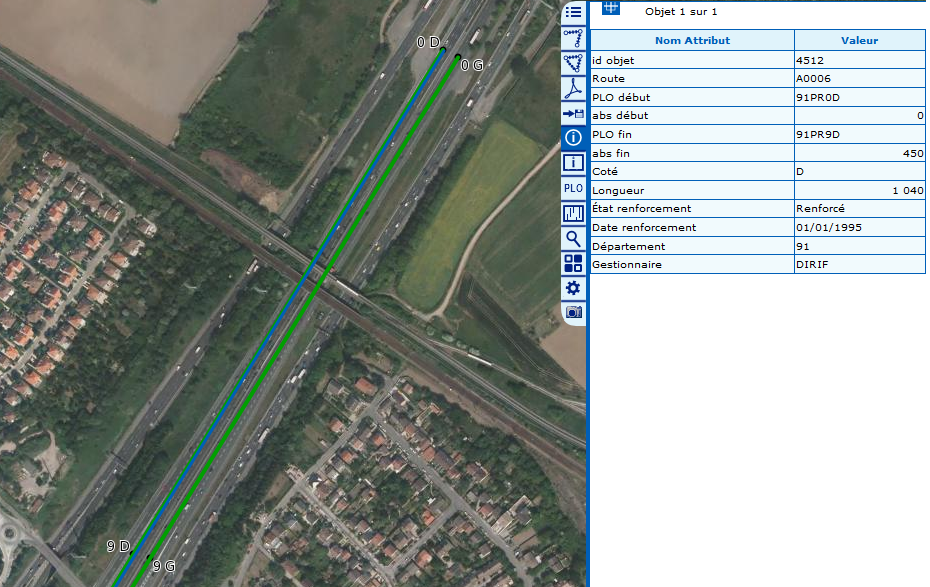 0 D
0 G
9 D
9 G
PLO
Objet 1 sur 1
Nom Attribut Valeur
id objet 4512
Route A0006
PLO début 91PR0D
abs début 0
PLO fin 91PR9D
abs fin 450
Coté D
Longueur 1 040
État renforcement Renforcé
Date renforcement 01/01/1995
Département 91
Gestionnaire DIRIF